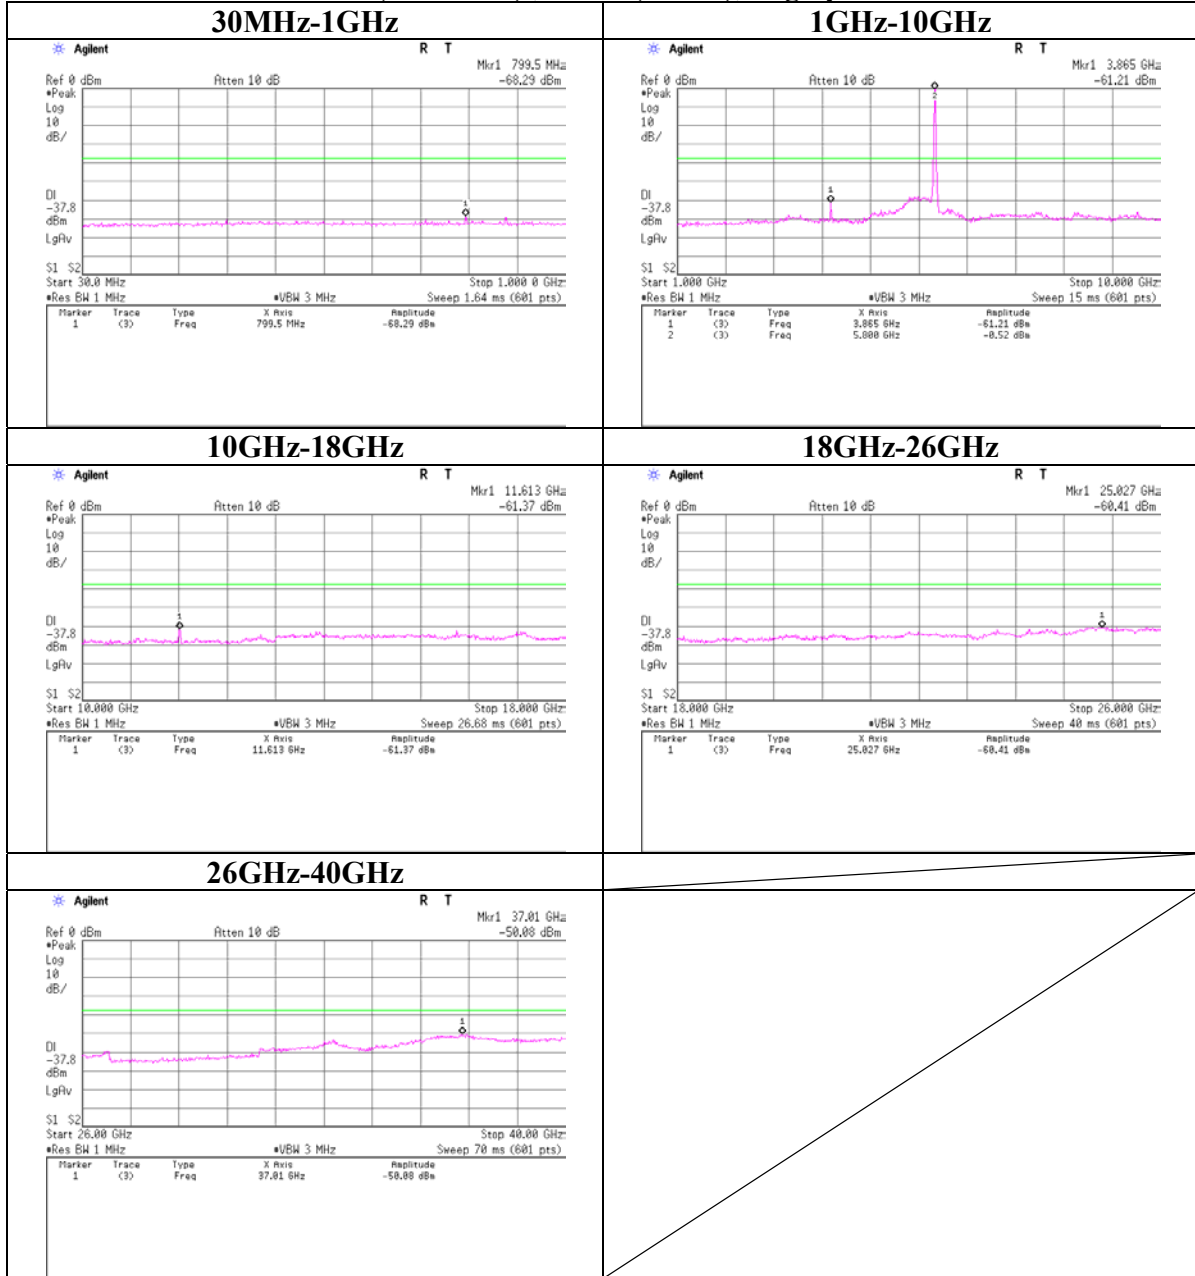 30MHz-1GHz
Agilent R T
Mkr1 799.5 MHz
Ref 0 dBm Atten 10 dB -68.29 dBm
*Peak
Log
10
dB/
1
DI
-37.8
dBm
LgAv
S1 S2
Start 30.0 MHz Stop 1.000 0 GHz
*Res BW 1 MHz *VBW 3 MHz Sweep 1.64 ms (601 pts)
Marker Trace Type X Axis Amplitude
1 (3) Freq 799.5 MHz -68.29 dBm
1GHz-10GHz
Agilent R T
Mkr1 3.865 GHz
Ref 0 dBm Atten 10 dB -61.21 dBm
*Peak
2
Log
10
dB/
1
DI
-37.8
dBm
LgAv
S1 S2
Start 1.000 GHz Stop 10.000 GHz
*Res BW 1 MHz *VBW 3 MHz Sweep 15 ms (601 pts)
Marker Trace Type X Axis Amplitude
1 (3) Freq 3.865 GHz -61.21 dBm
2 (3) Freq 5.800 GHz -0.52 dBm
10GHz-18GHz
Agilent R T
Mkr1 11.613 GHz
Ref 0 dBm Atten 10 dB -61.37 dBm
*Peak
Log
10
dB/
1
DI
-37.8
dBm
LgAv
S1 S2
Start 10.000 GHz Stop 18.000 GHz
*Res BW 1 MHz *VBW 3 MHz Sweep 26.68 ms (601 pts)
Marker Trace Type X Axis Amplitude
1 (3) Freq 11.613 GHz -61.37 dBm
18GHz-26GHz
Agilent R T
Mkr1 25.027 GHz
Ref 0 dBm Atten 10 dB -60.41 dBm
*Peak
Log
10
dB/
1
DI
-37.8
dBm
LgAv
S1 S2
Start 18.000 GHz Stop 26.000 GHz
*Res BW 1 MHz *VBW 3 MHz Sweep 40 ms (601 pts)
Marker Trace Type X Axis Amplitude
1 (3) Freq 25.027 GHz -60.41 dBm
26GHz-40GHz
Agilent R T
Mkr1 37.01 GHz
Ref 0 dBm Atten 10 dB -50.08 dBm
*Peak
Log
10
dB/
1
DI
-37.8
dBm
LgAv
S1 S2
Start 26.00 GHz Stop 40.00 GHz
*Res BW 1 MHz *VBW 3 MHz Sweep 70 ms (601 pts)
Marker Trace Type X Axis Amplitude
1 (3) Freq 37.01 GHz -50.08 dBm